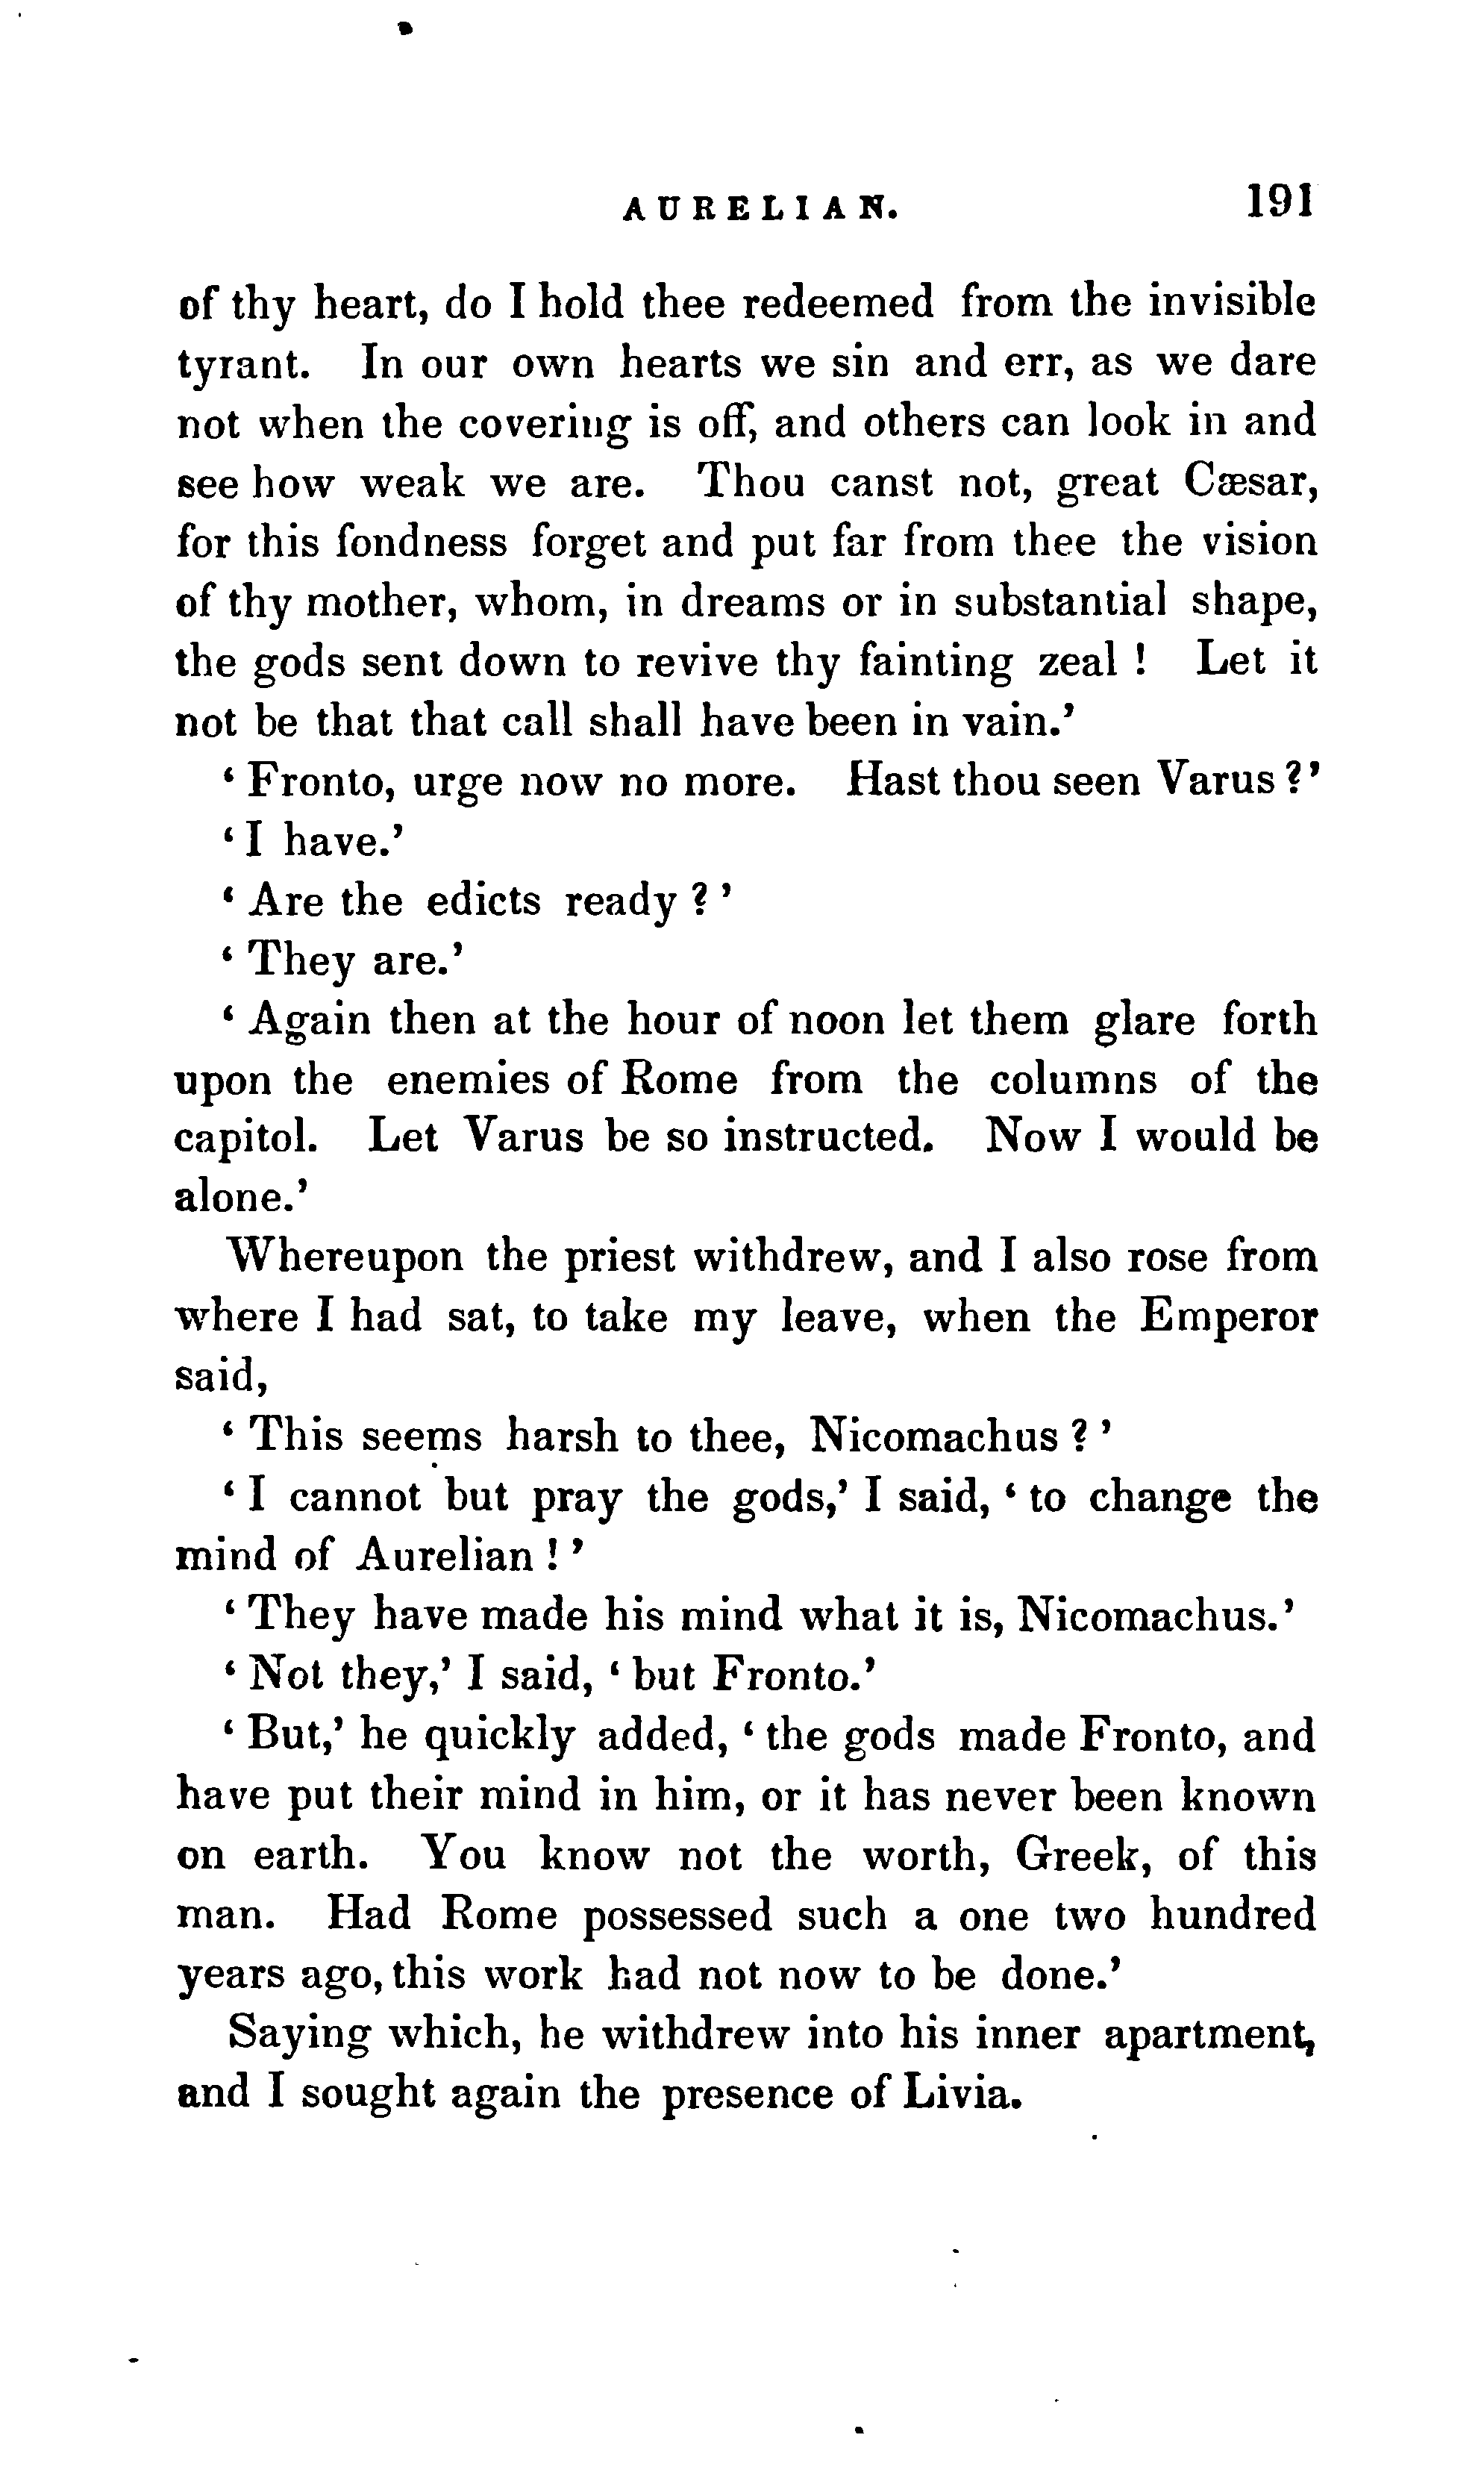 AURELIAN. 191
of thy heart, do I hold thee redeemed from the invisible
tyrant. In our own hearts we sin and err, as we dare
not when the covering is off, and others can look in and
see how weak we are. Thou canst not, great Cæsar,
for this fondness forget and put far from thee the vision
of thy mother, whom, in dreams or in substantial shape,
the gods sent down to revive thy fainting zeal ! Let it
not be that that call shall have been in vain.’
‘ Fronto, urge now no more. Hast thou seen Varus ?’
‘ I have.’
‘ Are the edicts ready ? ’
‘ They are.’
‘ Again then at the hour of noon let them glare forth
upon the enemies of Rome from the columns of the
capitol. Let Varus be so instructed. Now I would be
alone.’
Whereupon the priest withdrew, and I also rose from
where I had sat, to take my leave, when the Emperor
said,
‘ This seems harsh to thee, Nicomachus ? ’
‘ I cannot but pray the gods,’ I said, ‘ to change the
mind of Aurelian ! ’
‘ They have made his mind what it is, Nicomachus.’
‘ Not they,’ I said, ‘ but Fronto.’
‘ But,’ he quickly added, ‘ the gods made Fronto, and
have put their mind in him, or it has never been known
on earth. You know not the worth, Greek, of this
man. Had Rome possessed such a one two hundred
years ago, this work had not now to be done.’
Saying which, he withdrew into his inner apartment,
and I sought again the presence of Livia.